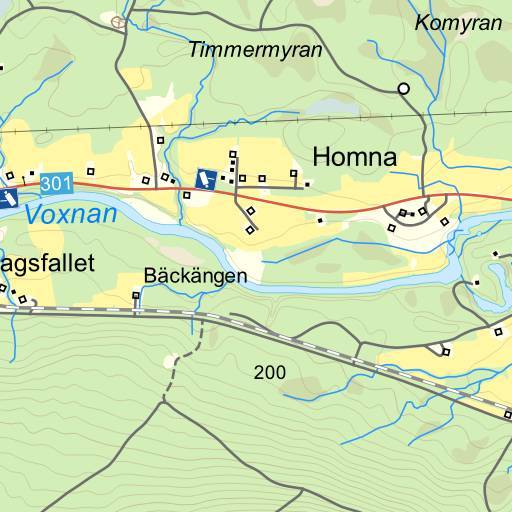 Komyran
Timmermyran
Homna
301
Voxnan
agsfallet
Bäckängen
200